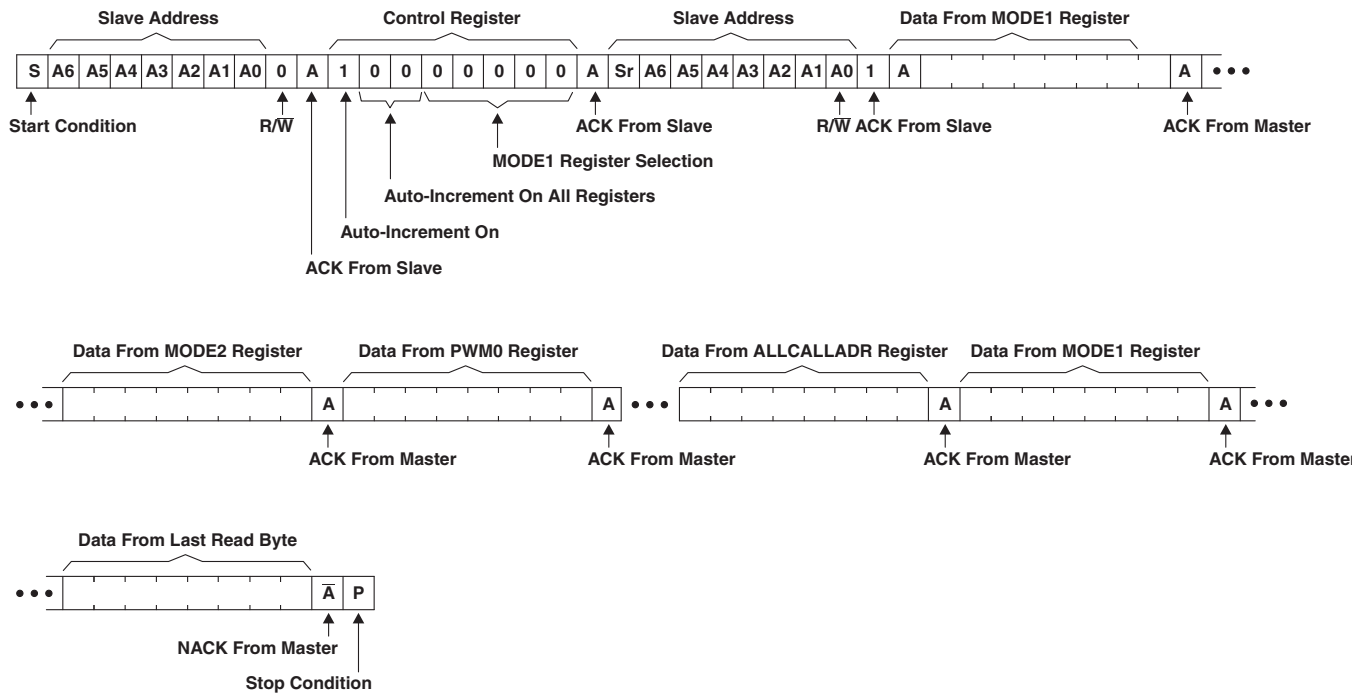 Slave Address Control Register Slave Address Data From MODE1 Register
S A6 A5 A4 A3 A2 A1 A0 0 A 1 0 0 0 0 0 0 0 A Sr A6 A5 A4 A3 A2 A1 A0 1 A A •••
Start Condition R/W̅ ACK From Slave R/W̅ ACK From Slave ACK From Master
MODE1 Register Selection
Auto-Increment On All Registers
Auto-Increment On
ACK From Slave
Data From MODE2 Register Data From PWM0 Register Data From ALLCALLADR Register Data From MODE1 Register
••• A A ••• A A •••
ACK From Master ACK From Master ACK From Master ACK From Master
Data From Last Read Byte
••• A̅ P
NACK From Master
Stop Condition